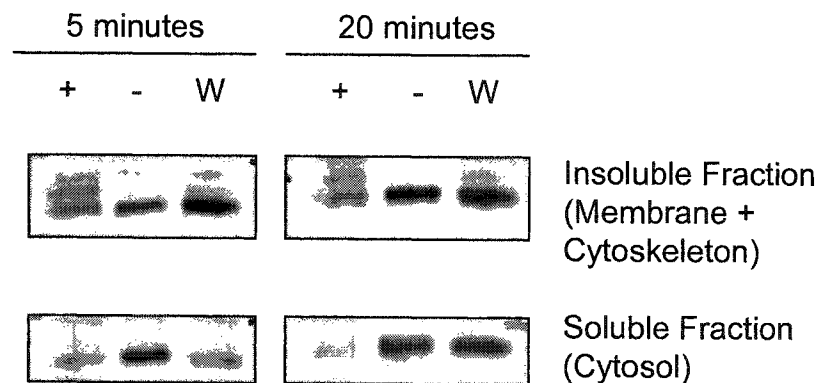 5 minutes 20 minutes
+ - W + - W
Insoluble Fraction
(Membrane +
Cytoskeleton)
Soluble Fraction
(Cytosol)